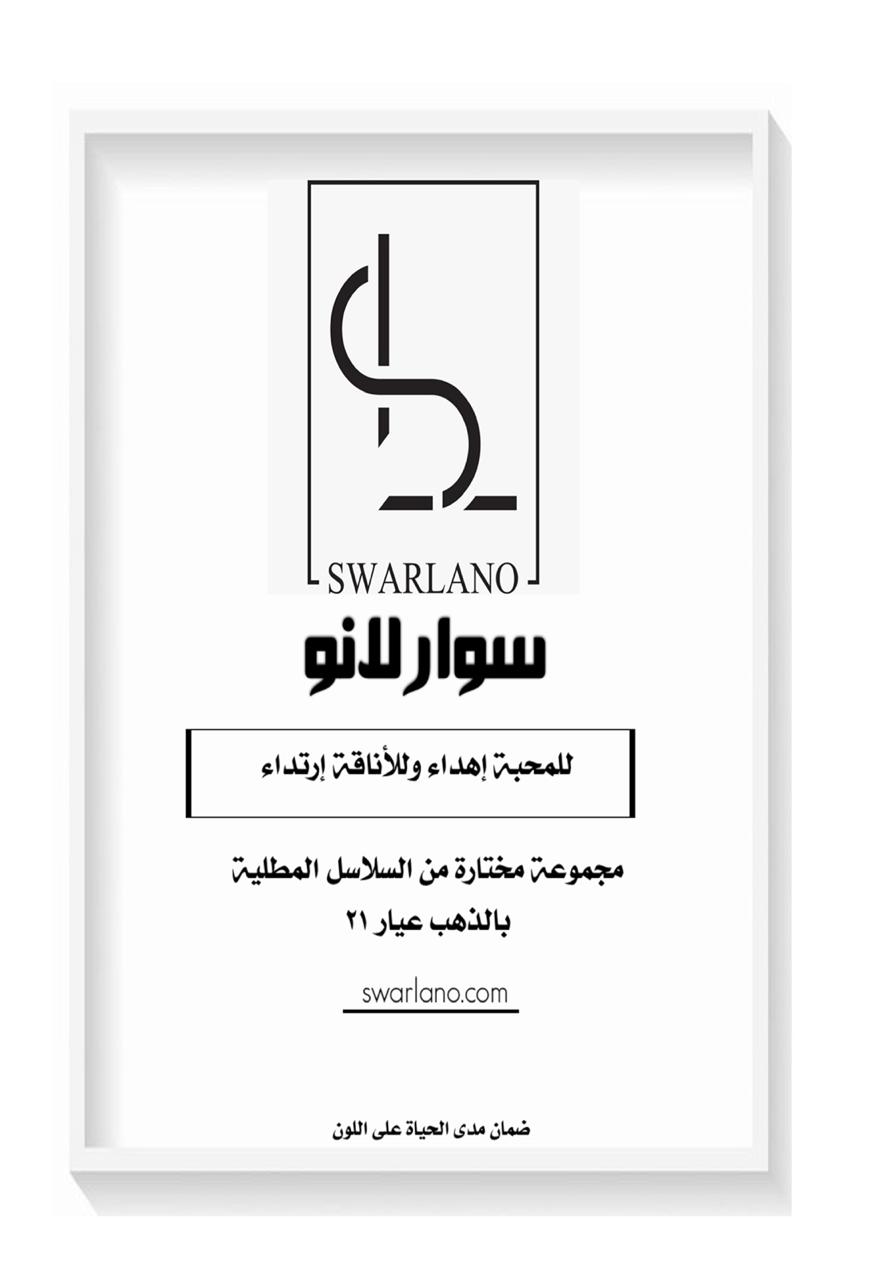 SWARLANO
سوارلانو
للمحبة إهداء وللأناقة إرتداء
مجموعة مختارة من السلاسل المطلية
بالذهب عيار ٢١
swarlano.com
ضمان مدى الحياة على اللون